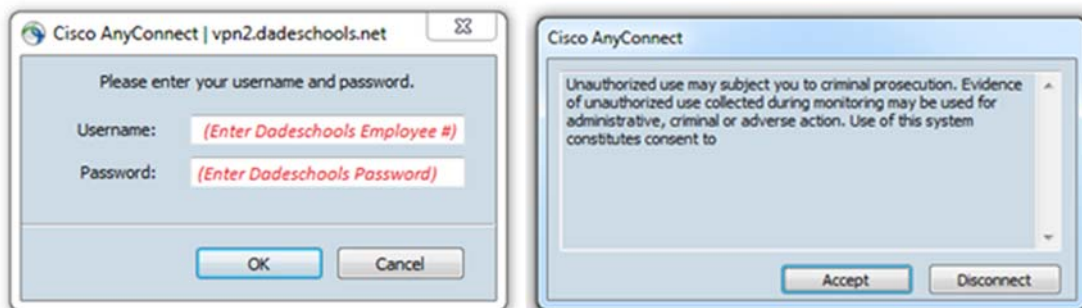 Cisco AnyConnect | vpn2.dadeschools.net
Please enter your username and password.
Username: (Enter Dadeschools Employee #)
Password: (Enter Dadeschools Password)
OK Cancel
Cisco AnyConnect
Unauthorized use may subject you to criminal prosecution. Evidence
of unauthorized use collected during monitoring may be used for
administrative, criminal or adverse action. Use of this system
constitutes consent to
Accept Disconnect